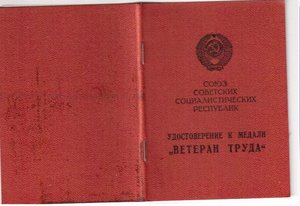 СОЮЗ
СОВЕТСКИХ
СОЦИАЛИСТИЧЕСКИХ
РЕСПУБЛИК
УДОСТОВЕРЕНИЕ К МЕДАЛИ
„ВЕТЕРАН ТРУДА“